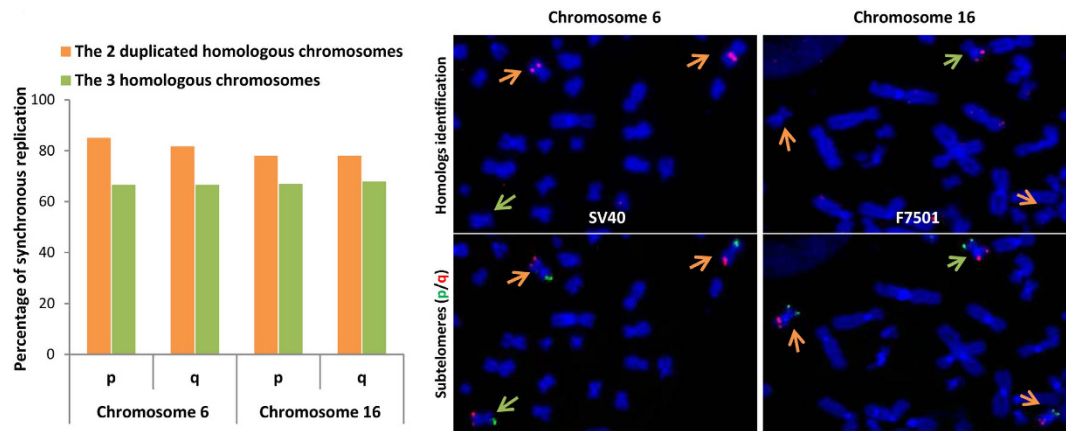 The 2 duplicated homologous chromosomes
The 3 homologous chromosomes
Percentage of synchronous replication
100
80
60
40
20
0
p
q
p
q
Chromosome 6
Chromosome 16
Chromosome 6
Chromosome 16
Homologs identification
SV40
F7501
Subtelomeres (p/q)